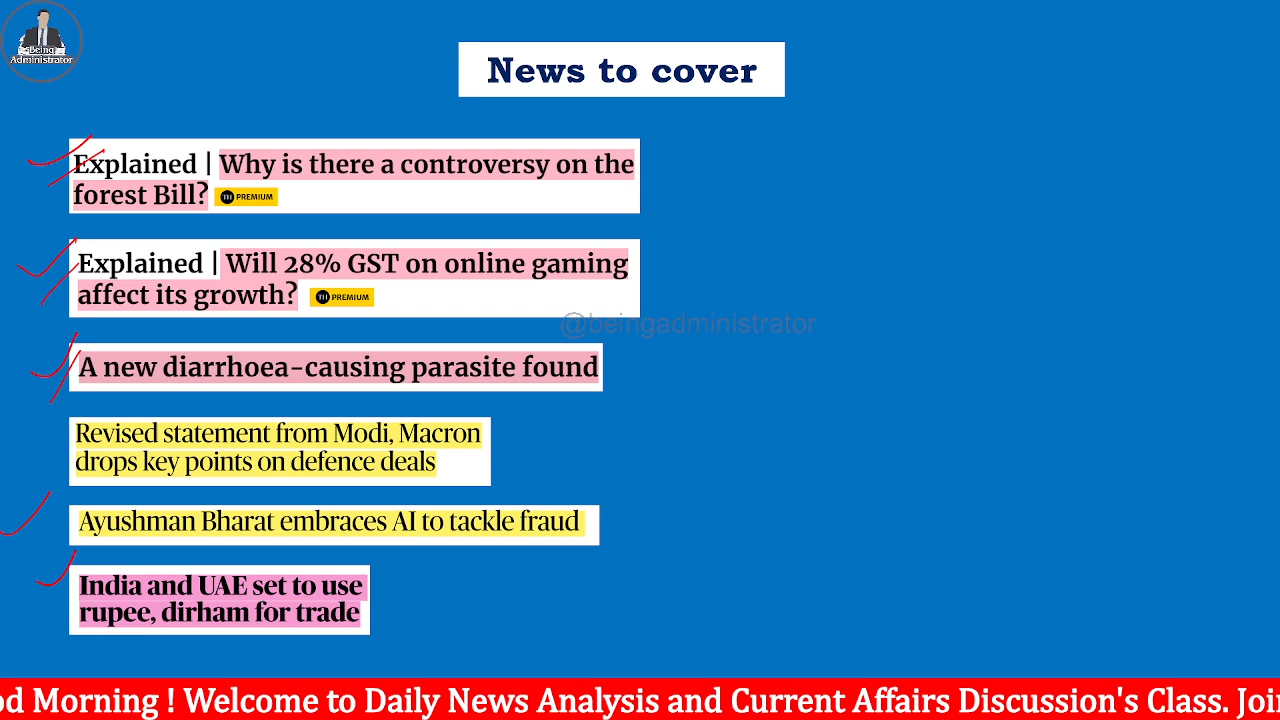 Being
Administrator
News to cover
Explained | Why is there a controversy on the
forest Bill? TH PREMIUM
Explained | Will 28% GST on online gaming
affect its growth? TH PREMIUM
@beingadministrator
A new diarrhoea-causing parasite found
Revised statement from Modi, Macron
drops key points on defence deals
Ayushman Bharat embraces AI to tackle fraud
India and UAE set to use
rupee, dirham for trade
od Morning ! Welcome to Daily News Analysis and Current Affairs Discussion's Class. Joi